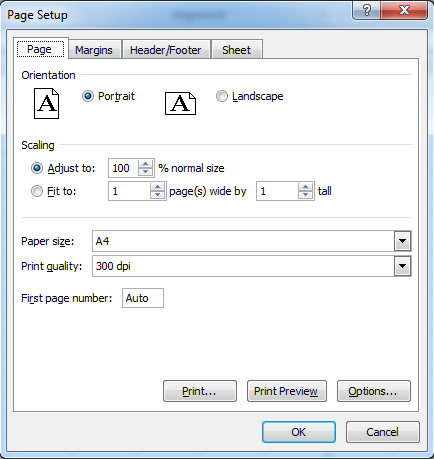 Page Setup
Page Margins Header/Footer Sheet
Orientation
A Portrait A Landscape
Scaling
Adjust to: 100 % normal size
Fit to: 1 page(s) wide by 1 tall
Paper size: A4
Print quality: 300 dpi
First page number: Auto
Print... Print Preview Options...
OK Cancel